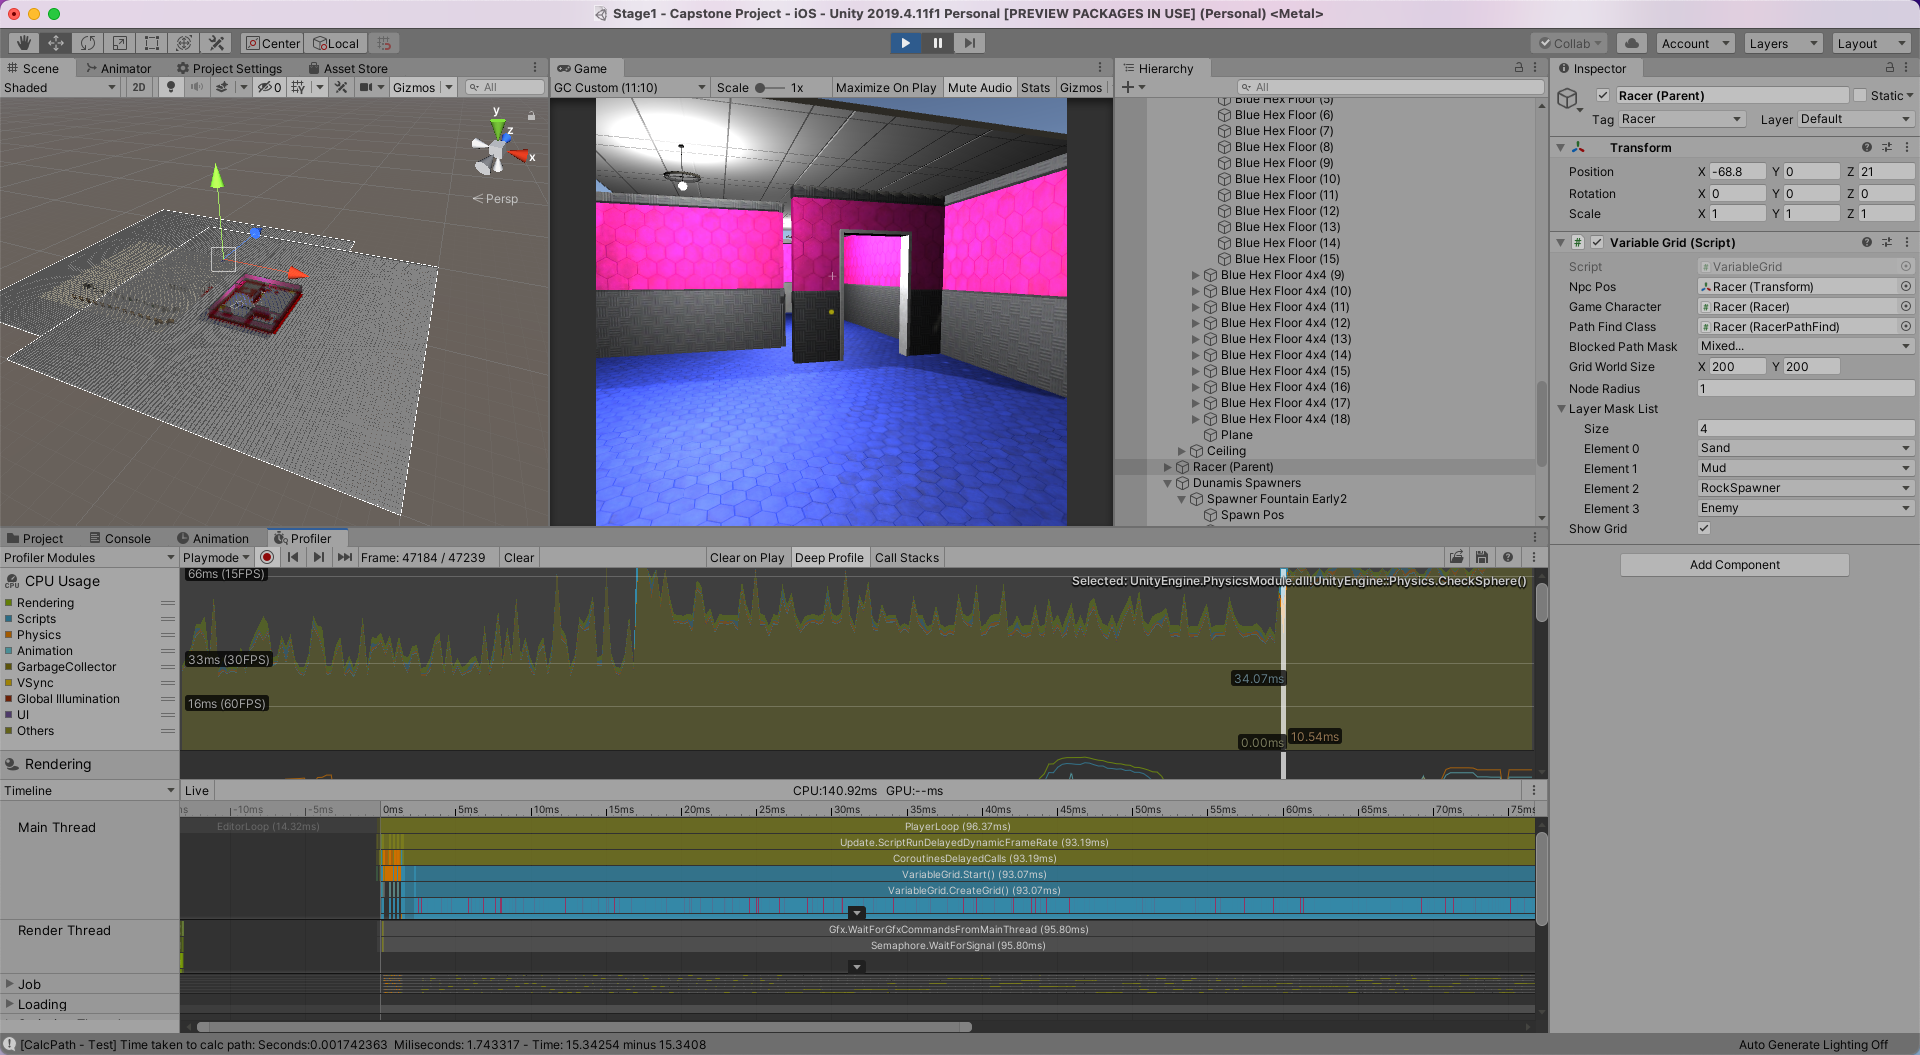 Stage1 - Capstone Project - iOS - Unity 2019.4.11f1 Personal [PREVIEW PACKAGES IN USE] (Personal) <Metal>
Center Local Collab Account Layers Layout
Scene Animator Project Settings Asset Store
Shaded 2D 0 Gizmos All
y
z
x
Persp
Game
GC Custom (11:10) Scale 1x Maximize On Play Mute Audio Stats Gizmos
Hierarchy
All
Blue Hex Floor (5)
Blue Hex Floor (6)
Blue Hex Floor (7)
Blue Hex Floor (8)
Blue Hex Floor (9)
Blue Hex Floor (10)
Blue Hex Floor (11)
Blue Hex Floor (12)
Blue Hex Floor (13)
Blue Hex Floor (14)
Blue Hex Floor (15)
Blue Hex Floor 4x4 (9)
Blue Hex Floor 4x4 (10)
Blue Hex Floor 4x4 (11)
Blue Hex Floor 4x4 (12)
Blue Hex Floor 4x4 (13)
Blue Hex Floor 4x4 (14)
Blue Hex Floor 4x4 (15)
Blue Hex Floor 4x4 (16)
Blue Hex Floor 4x4 (17)
Blue Hex Floor 4x4 (18)
Plane
Ceiling
Racer (Parent)
Dunamis Spawners
Spawner Fountain Early2
Spawn Pos
Inspector
Racer (Parent) Static
Tag Racer Layer Default
Transform
Position X -68.8 Y 0 Z 21
Rotation X 0 Y 0 Z 0
Scale X 1 Y 1 Z 1
Variable Grid (Script)
Script VariableGrid
Npc Pos Racer (Transform)
Game Character Racer (Racer)
Path Find Class Racer (RacerPathFind)
Blocked Path Mask Mixed...
Grid World Size X 200 Y 200
Node Radius 1
Layer Mask List
Size 4
Element 0 Sand
Element 1 Mud
Element 2 RockSpawner
Element 3 Enemy
Show Grid
Add Component
Project Console Animation Profiler
Profiler Modules Playmode Frame: 47184 / 47239 Clear Clear on Play Deep Profile Call Stacks
CPU Usage
Rendering
Scripts
Physics
Animation
GarbageCollector
VSync
Global Illumination
UI
Others
Rendering
66ms (15FPS)
Selected: UnityEngine.PhysicsModule.dll!UnityEngine::Physics.CheckSphere()
33ms (30FPS)
34.07ms
16ms (60FPS)
0.00ms 10.54ms
Timeline Live CPU:140.92ms GPU:--ms
-10ms -5ms 0ms 5ms 10ms 15ms 20ms 25ms 30ms 35ms 40ms 45ms 50ms 55ms 60ms 65ms 70ms 75ms
Main Thread
EditorLoop (14.32ms) PlayerLoop (96.37ms)
Update.ScriptRunDelayedDynamicFrameRate (93.19ms)
CoroutinesDelayedCalls (93.19ms)
VariableGrid.Start() (93.07ms)
VariableGrid.CreateGrid() (93.07ms)
Render Thread
Gfx.WaitForGfxCommandsFromMainThread (95.80ms)
Semaphore.WaitForSignal (95.80ms)
Job
Loading
[CalcPath - Test] Time taken to calc path: Seconds:0.001742363 Miliseconds: 1.743317 - Time: 15.34254 minus 15.3408
Auto Generate Lighting Off